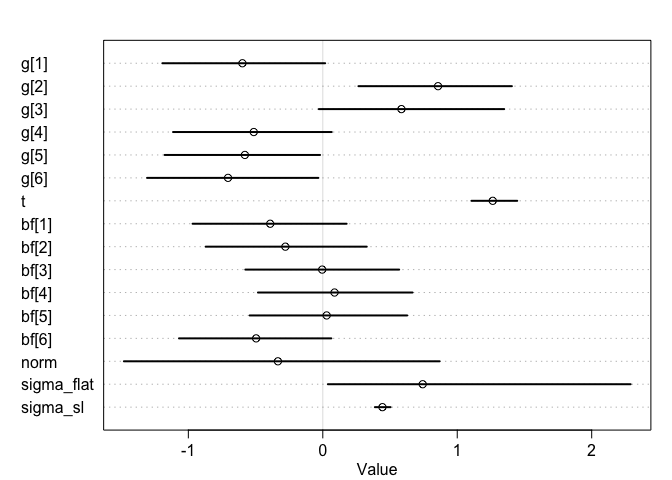 g[1]
g[2]
g[3]
g[4]
g[5]
g[6]
t
bf[1]
bf[2]
bf[3]
bf[4]
bf[5]
bf[6]
norm
sigma_flat
sigma_sl
-1 0 1 2
Value